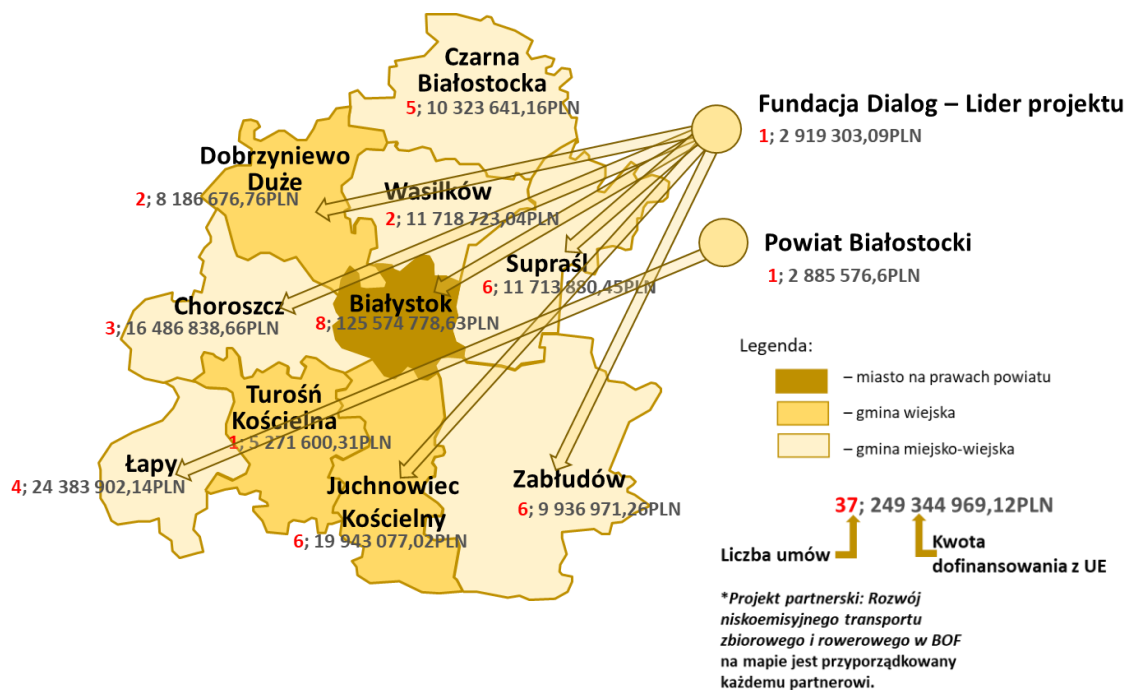 Czarna
Białostocka
5; 10 323 641,16PLN
Fundacja Dialog – Lider projektu
1; 2 919 303,09PLN
Dobrzyniewo
Duże
2; 8 186 676,76PLN
Wasilków
2; 11 718 723,04PLN
Powiat Białostocki
1; 2 885 576,6PLN
Supraśl
6; 11 713 880,45PLN
Choroszcz
3; 16 486 838,66PLN
Białystok
8; 125 574 778,63PLN
Legenda:
– miasto na prawach powiatu
– gmina wiejska
– gmina miejsko-wiejska
Turośń
Kościelna
1; 5 271 600,31PLN
Łapy
4; 24 383 902,14PLN
Juchnowiec
Kościelny
6; 19 943 077,02PLN
Zabłudów
6; 9 936 971,26PLN
37; 249 344 969,12PLN
Liczba umów
Kwota
dofinansowania z UE
*Projekt partnerski: Rozwój
niskoemisyjnego transportu
zbiorowego i rowerowego w BOF
na mapie jest przyporządkowany
każdemu partnerowi.